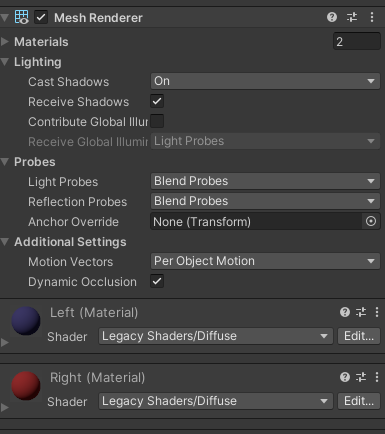 Mesh Renderer
Materials 2
Lighting
Cast Shadows On
Receive Shadows
Contribute Global Illur
Receive Global Illumin Light Probes
Probes
Light Probes Blend Probes
Reflection Probes Blend Probes
Anchor Override None (Transform)
Additional Settings
Motion Vectors Per Object Motion
Dynamic Occlusion
Left (Material)
Shader Legacy Shaders/Diffuse Edit...
Right (Material)
Shader Legacy Shaders/Diffuse Edit...